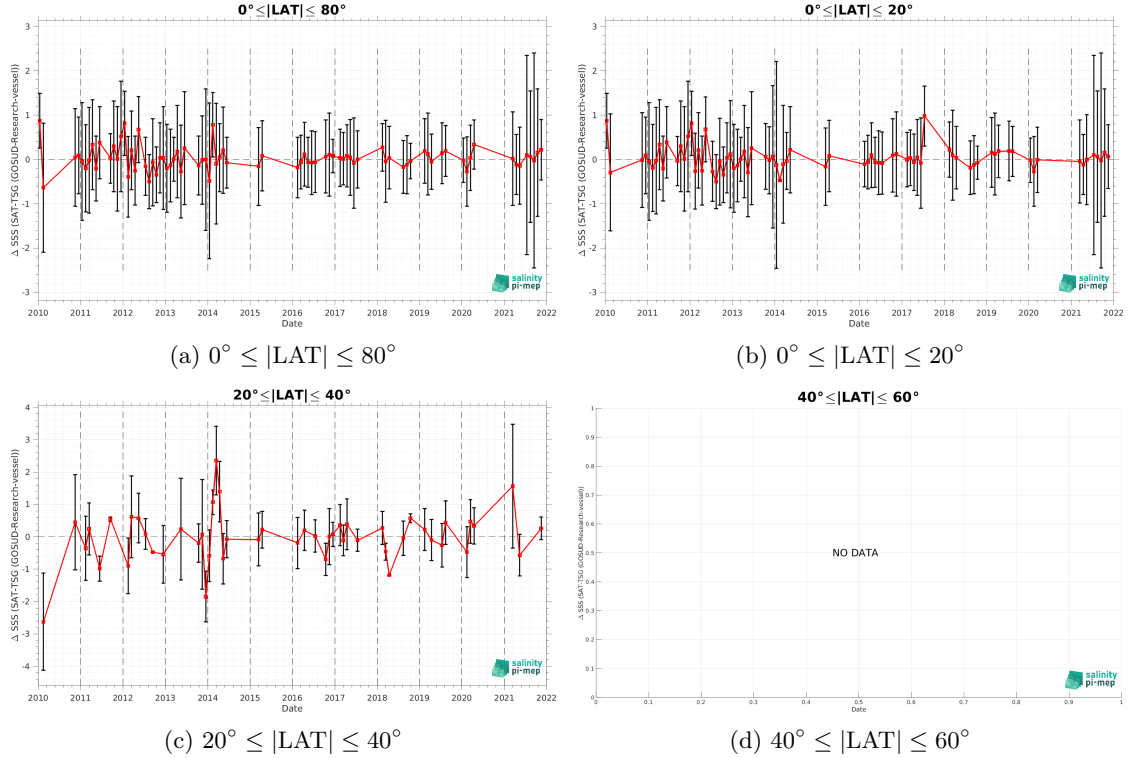 0°≤|LAT|≤ 80°
3
2
1
0
-1
-2
-3
Δ SSS (SAT-TSG (GOSUD-Research-vessel))
2010 2011 2012 2013 2014 2015 2016 2017 2018 2019 2020 2021 2022
Date
salinity
pi-mep
(a) 0° ≤ |LAT| ≤ 80°
0°≤|LAT|≤ 20°
3
2
1
0
-1
-2
-3
Δ SSS (SAT-TSG (GOSUD-Research-vessel))
2010 2011 2012 2013 2014 2015 2016 2017 2018 2019 2020 2021 2022
Date
salinity
pi-mep
(b) 0° ≤ |LAT| ≤ 20°
20°≤|LAT|≤ 40°
4
3
2
1
0
-1
-2
-3
-4
Δ SSS (SAT-TSG (GOSUD-Research-vessel))
2010 2011 2012 2013 2014 2015 2016 2017 2018 2019 2020 2021 2022
Date
salinity
pi-mep
(c) 20° ≤ |LAT| ≤ 40°
40°≤|LAT|≤ 60°
1
0.9
0.8
0.7
0.6
0.5
0.4
0.3
0.2
0.1
0
Δ SSS (SAT-TSG (GOSUD-Research-vessel))
NO DATA
0 0.1 0.2 0.3 0.4 0.5 0.6 0.7 0.8 0.9 1
Date
salinity
pi-mep
(d) 40° ≤ |LAT| ≤ 60°